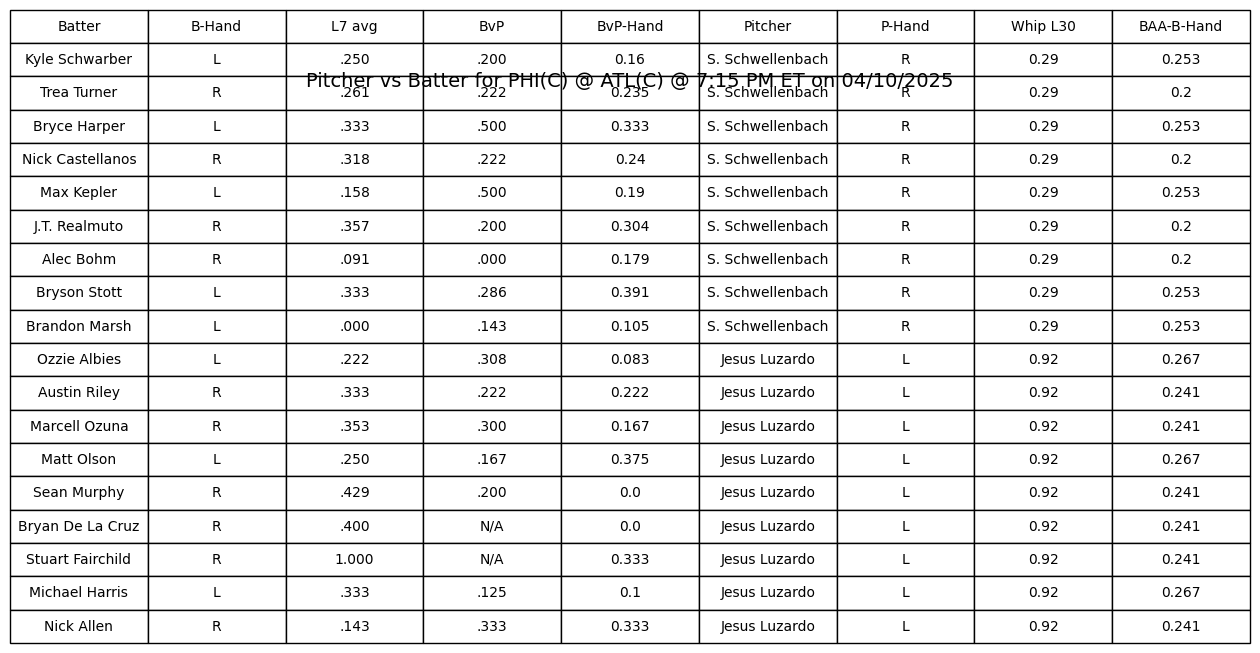 Batter B-Hand L7 avg BvP BvP-Hand Pitcher P-Hand Whip L30 BAA-B-Hand
Kyle Schwarber L .250 .200 0.16 S. Schwellenbach R 0.29 0.253
Pitcher vs Batter for PHI(C) @ ATL(C) @ 7:15 PM ET on 04/10/2025
Trea Turner R .261 .222 0.235 S. Schwellenbach R 0.29 0.2
Bryce Harper L .333 .500 0.333 S. Schwellenbach R 0.29 0.253
Nick Castellanos R .318 .222 0.24 S. Schwellenbach R 0.29 0.2
Max Kepler L .158 .500 0.19 S. Schwellenbach R 0.29 0.253
J.T. Realmuto R .357 .200 0.304 S. Schwellenbach R 0.29 0.2
Alec Bohm R .091 .000 0.179 S. Schwellenbach R 0.29 0.2
Bryson Stott L .333 .286 0.391 S. Schwellenbach R 0.29 0.253
Brandon Marsh L .000 .143 0.105 S. Schwellenbach R 0.29 0.253
Ozzie Albies L .222 .308 0.083 Jesus Luzardo L 0.92 0.267
Austin Riley R .333 .222 0.222 Jesus Luzardo L 0.92 0.241
Marcell Ozuna R .353 .300 0.167 Jesus Luzardo L 0.92 0.241
Matt Olson L .250 .167 0.375 Jesus Luzardo L 0.92 0.267
Sean Murphy R .429 .200 0.0 Jesus Luzardo L 0.92 0.241
Bryan De La Cruz R .400 N/A 0.0 Jesus Luzardo L 0.92 0.241
Stuart Fairchild R 1.000 N/A 0.333 Jesus Luzardo L 0.92 0.241
Michael Harris L .333 .125 0.1 Jesus Luzardo L 0.92 0.267
Nick Allen R .143 .333 0.333 Jesus Luzardo L 0.92 0.241